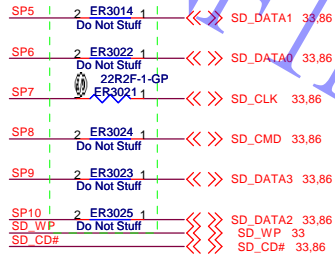 SP5 2 ER3014 1 SD_DATA1 33,86
Do Not Stuff
SP6 2 ER3022 1 SD_DATA0 33,86
Do Not Stuff
22R2F-1-GP
SP7 2 ER3021 1 SD_CLK 33,86
SP8 2 ER3024 1 SD_CMD 33,86
Do Not Stuff
SP9 2 ER3023 1 SD_DATA3 33,86
Do Not Stuff
SP10 2 ER3025 1 SD_DATA2 33,86
SD_WP Do Not Stuff SD_WP 33
SD_CD# SD_CD# 33,86